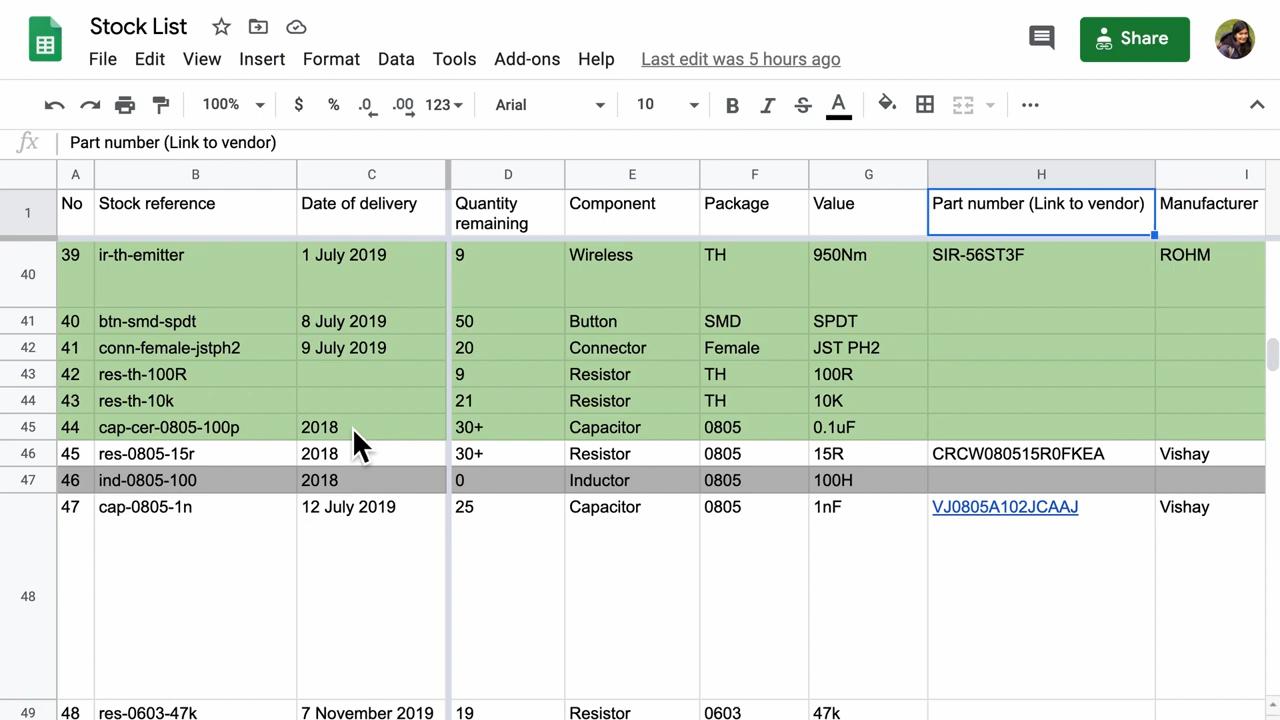 Stock List
File Edit View Insert Format Data Tools Add-ons Help Last edit was 5 hours ago
Share
100% $ % .0 .00 123 Arial 10 B I S A
fx Part number (Link to vendor)
A B C D E F G H I
1 No Stock reference Date of delivery Quantity remaining Component Package Value Part number (Link to vendor) Manufacturer
40 39 ir-th-emitter 1 July 2019 9 Wireless TH 950Nm SIR-56ST3F ROHM
41 40 btn-smd-spdt 8 July 2019 50 Button SMD SPDT
42 41 conn-female-jstph2 9 July 2019 20 Connector Female JST PH2
43 42 res-th-100R 9 Resistor TH 100R
44 43 res-th-10k 21 Resistor TH 10K
45 44 cap-cer-0805-100p 2018 30+ Capacitor 0805 0.1uF
46 45 res-0805-15r 2018 30+ Resistor 0805 15R CRCW080515R0FKEA Vishay
47 46 ind-0805-100 2018 0 Inductor 0805 100H
48 47 cap-0805-1n 12 July 2019 25 Capacitor 0805 1nF VJ0805A102JCAAJ Vishay
49 48 res-0603-47k 7 November 2019 19 Resistor 0603 47k